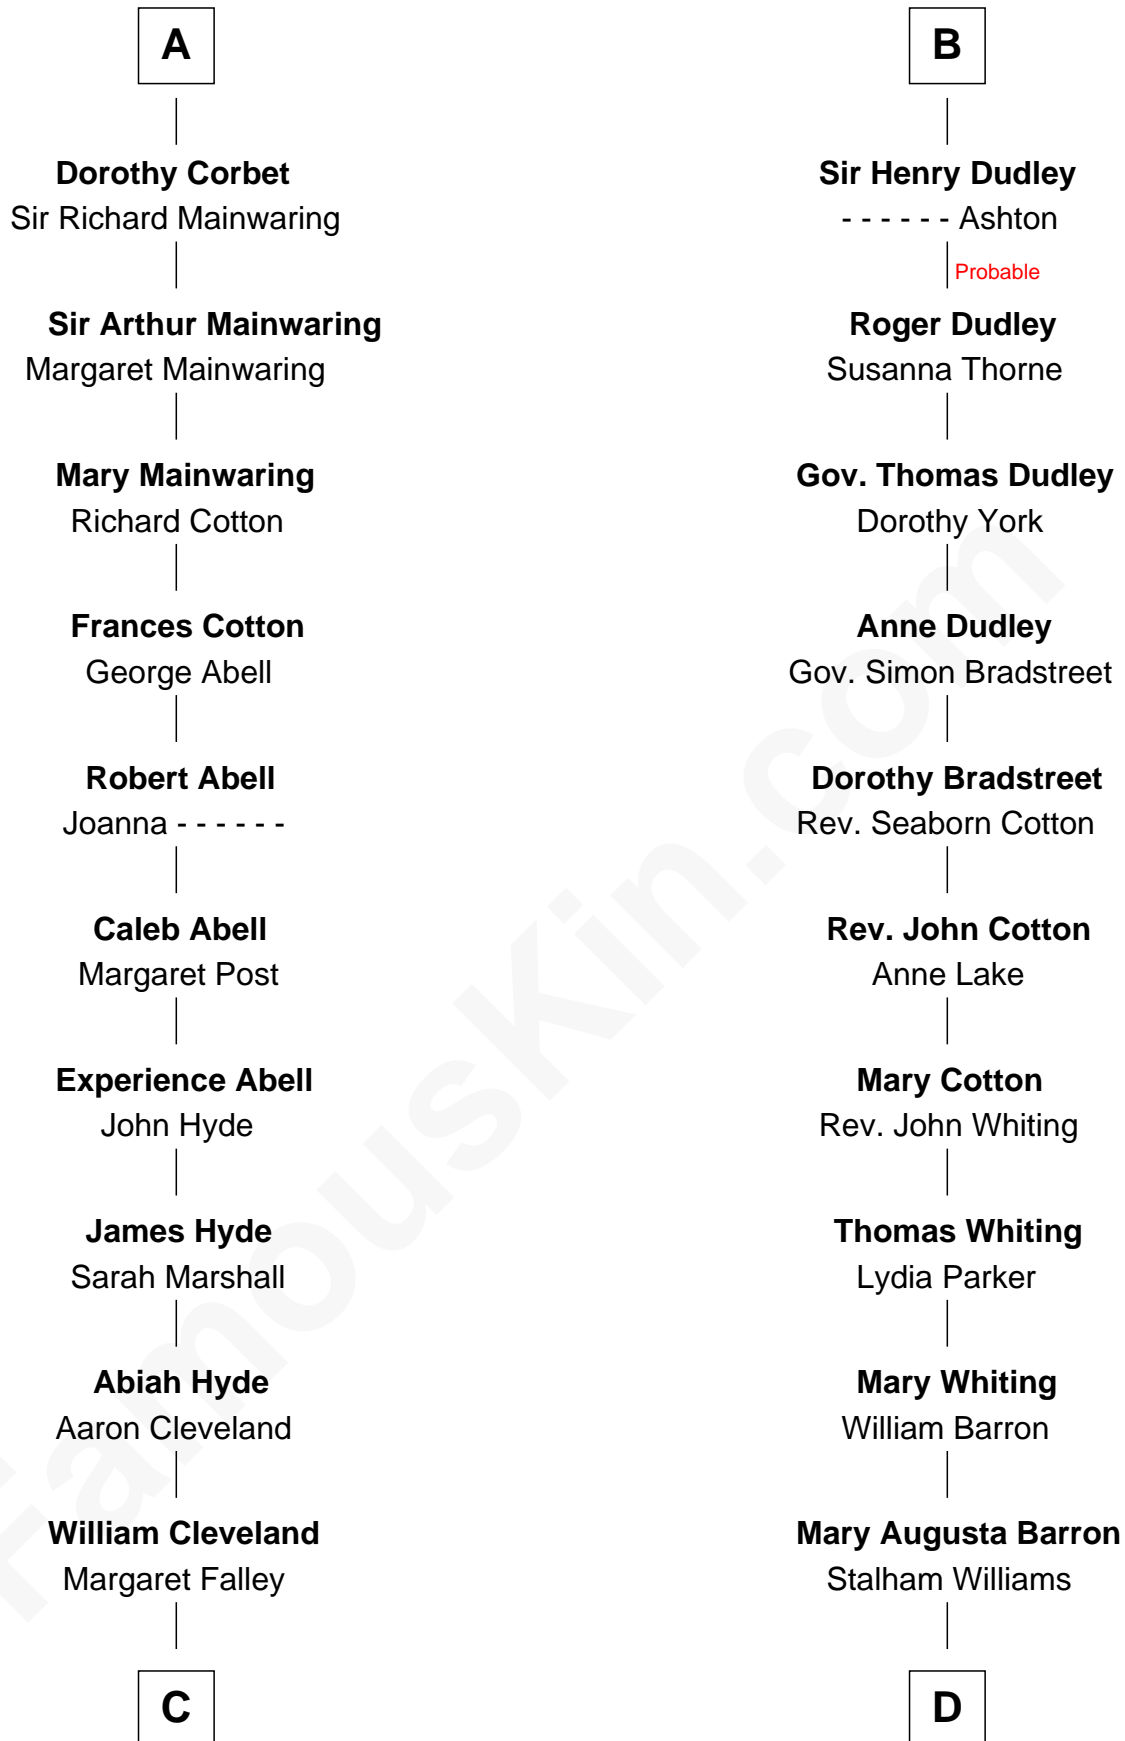 A
Dorothy Corbet
Sir Richard Mainwaring
Sir Arthur Mainwaring
Margaret Mainwaring
Mary Mainwaring
Richard Cotton
Frances Cotton
George Abell
Robert Abell
Joanna - - - - - -
Caleb Abell
Margaret Post
Experience Abell
John Hyde
James Hyde
Sarah Marshall
Abiah Hyde
Aaron Cleveland
William Cleveland
Margaret Falley
C
B
Sir Henry Dudley
- - - - - - Ashton
Probable
Roger Dudley
Susanna Thorne
Gov. Thomas Dudley
Dorothy York
Anne Dudley
Gov. Simon Bradstreet
Dorothy Bradstreet
Rev. Seaborn Cotton
Rev. John Cotton
Anne Lake
Mary Cotton
Rev. John Whiting
Thomas Whiting
Lydia Parker
Mary Whiting
William Barron
Mary Augusta Barron
Stalham Williams
D
FamousKin.com